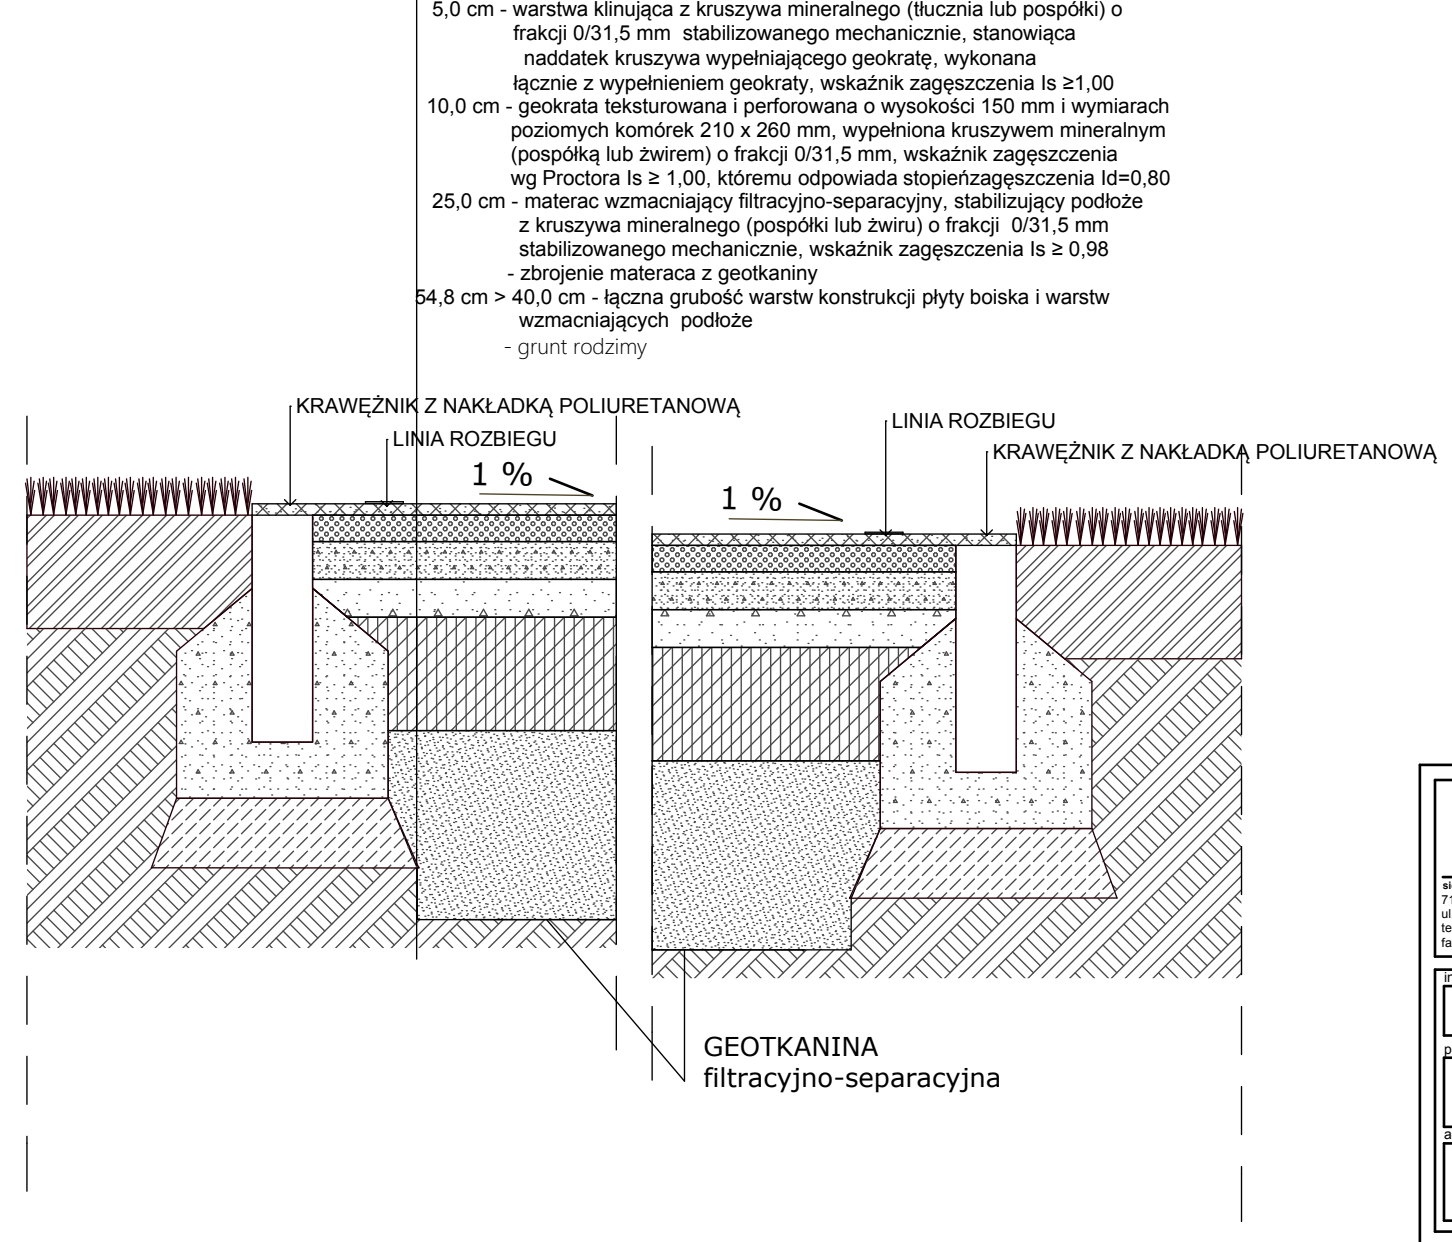 5,0 cm - warstwa klinująca z kruszywa mineralnego (tłucznia lub pospółki) o
frakcji 0/31,5 mm stabilizowanego mechanicznie, stanowiąca
naddatek kruszywa wypełniającego geokratę, wykonana
łącznie z wypełnieniem geokraty, wskaźnik zagęszczenia Is ≥1,00
10,0 cm - geokrata teksturowana i perforowana o wysokości 150 mm i wymiarach
poziomych komórek 210 x 260 mm, wypełniona kruszywem mineralnym
(pospółką lub żwirem) o frakcji 0/31,5 mm, wskaźnik zagęszczenia
wg Proctora Is ≥ 1,00, któremu odpowiada stopieńzagęszczenia Id=0,80
25,0 cm - materac wzmacniający filtracyjno-separacyjny, stabilizujący podłoże
z kruszywa mineralnego (pospółki lub żwiru) o frakcji 0/31,5 mm
stabilizowanego mechanicznie, wskaźnik zagęszczenia Is ≥ 0,98
- zbrojenie materaca z geotkaniny
54,8 cm > 40,0 cm - łączna grubość warstw konstrukcji płyty boiska i warstw
wzmacniających podłoże
- grunt rodzimy
KRAWĘŻNIK Z NAKŁADKĄ POLIURETANOWĄ
LINIA ROZBIEGU
1 %
LINIA ROZBIEGU
KRAWĘŻNIK Z NAKŁADKĄ POLIURETANOWĄ
1 %
GEOTKANINA
filtracyjno-separacyjna
71
ul
te
fa